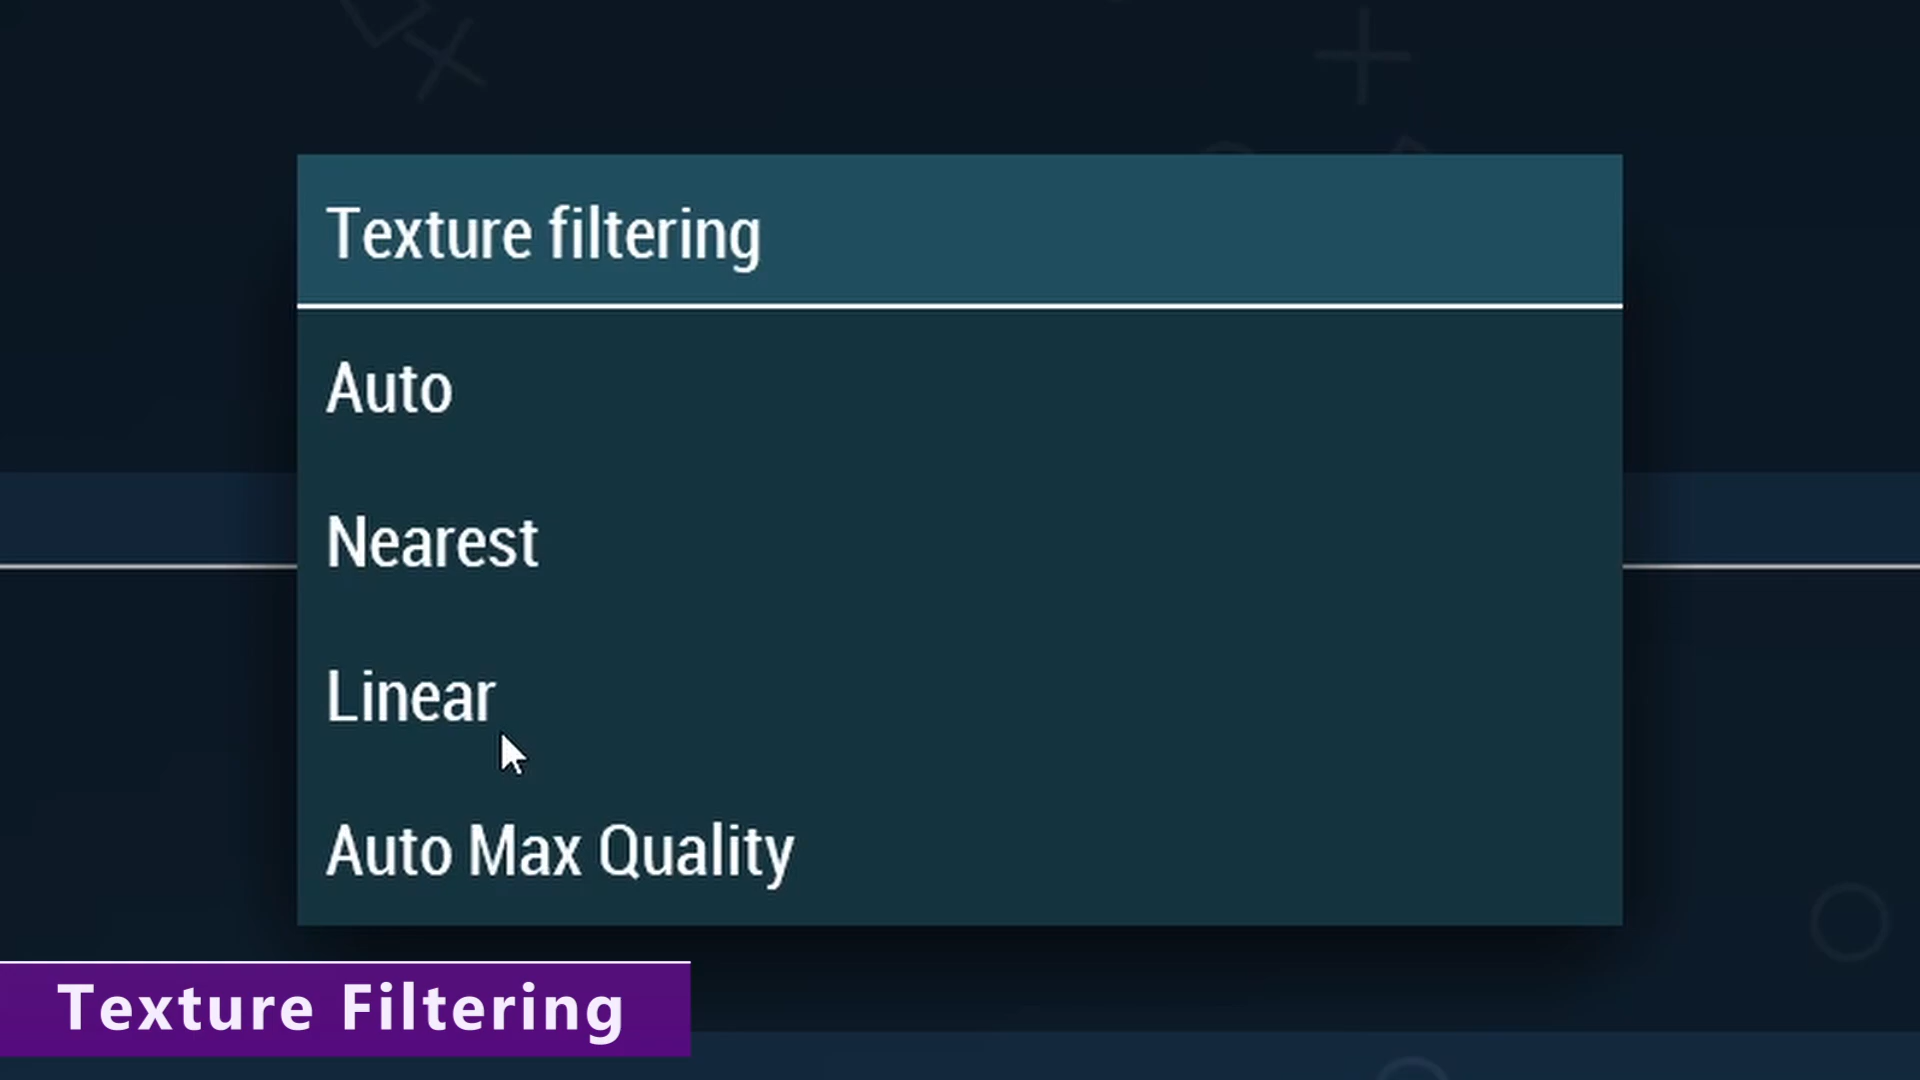 Texture filtering
Auto
Nearest
Linear
Auto Max Quality
Texture Filtering